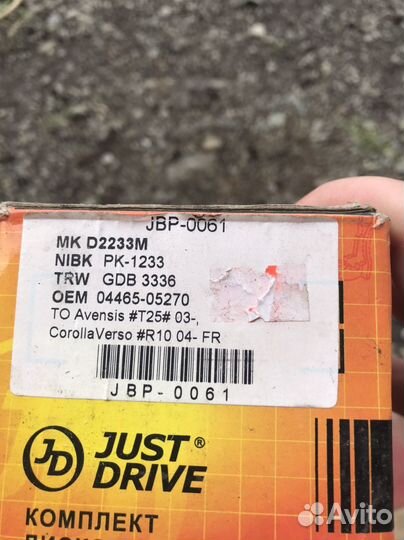 JBP-0061
MK D2233M
NIBK PK-1233
TRW GDB 3336
OEM 04465-05270
TO Avensis #T25# 03-,
CorollaVerso #R10 04- FR
JBP-0061
JD JUST®
DRIVE
КОМПЛЕКТ
Avito